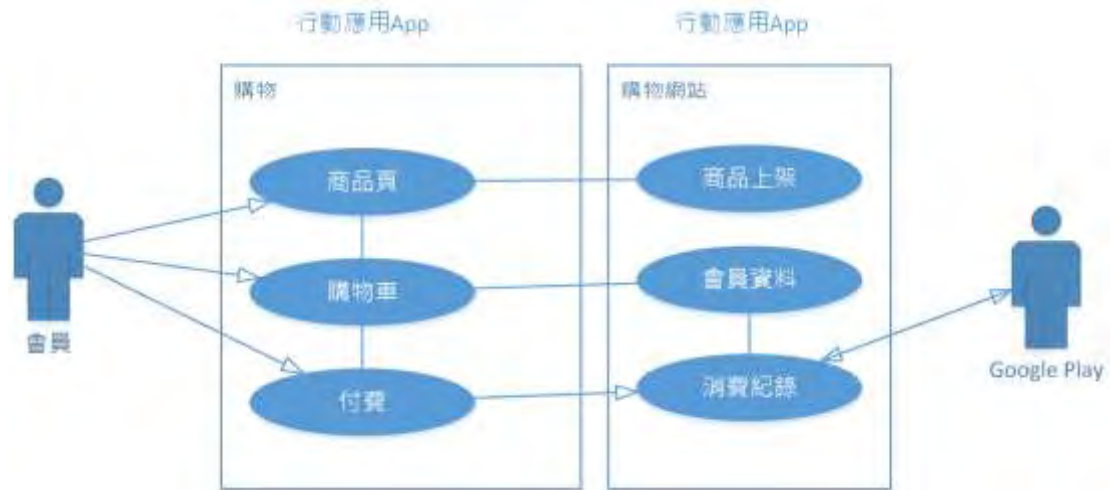 行動應用App
行動應用App
購物
購物網站
商品頁
商品上架
購物車
會員資料
付費
消費紀錄
會員
Google Play